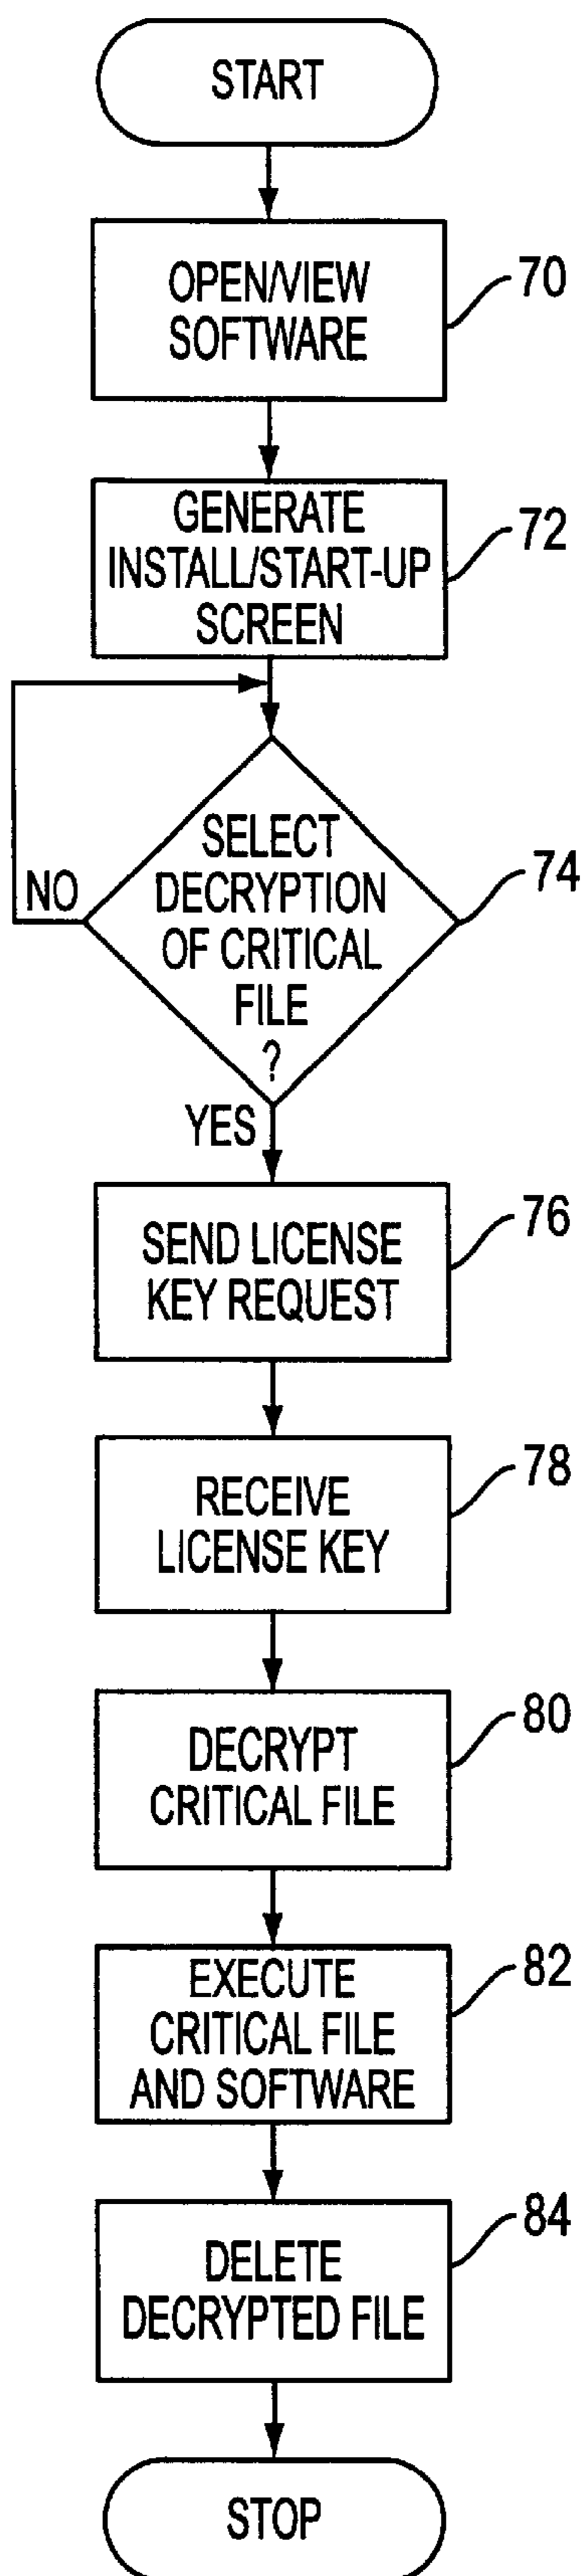 START
OPEN/VIEW
SOFTWARE
70
GENERATE
INSTALL/START-UP
SCREEN
72
SELECT
DECRYPTION
OF CRITICAL
FILE
?
74
NO
YES
SEND LICENSE
KEY REQUEST
76
RECEIVE
LICENSE KEY
78
DECRYPT
CRITICAL FILE
80
EXECUTE
CRITICAL FILE
AND SOFTWARE
82
DELETE
DECRYPTED FILE
84
STOP